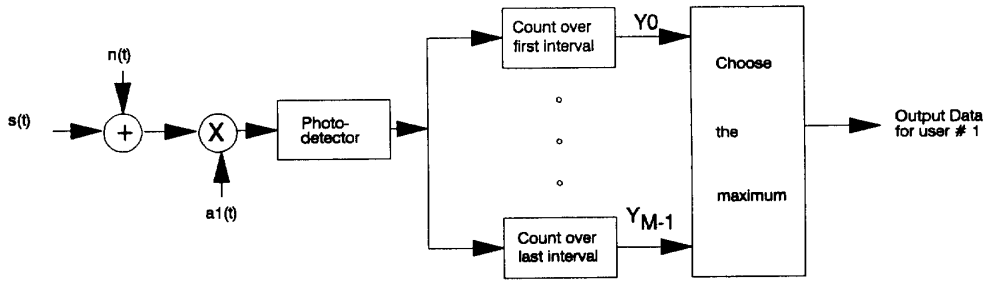 n(t)
s(t)
+
X
a1(t)
Photo-
detector
Count over
first interval
Y0
Count over
last interval
Y M-1
Choose
the
maximum
Output Data
for user # 1